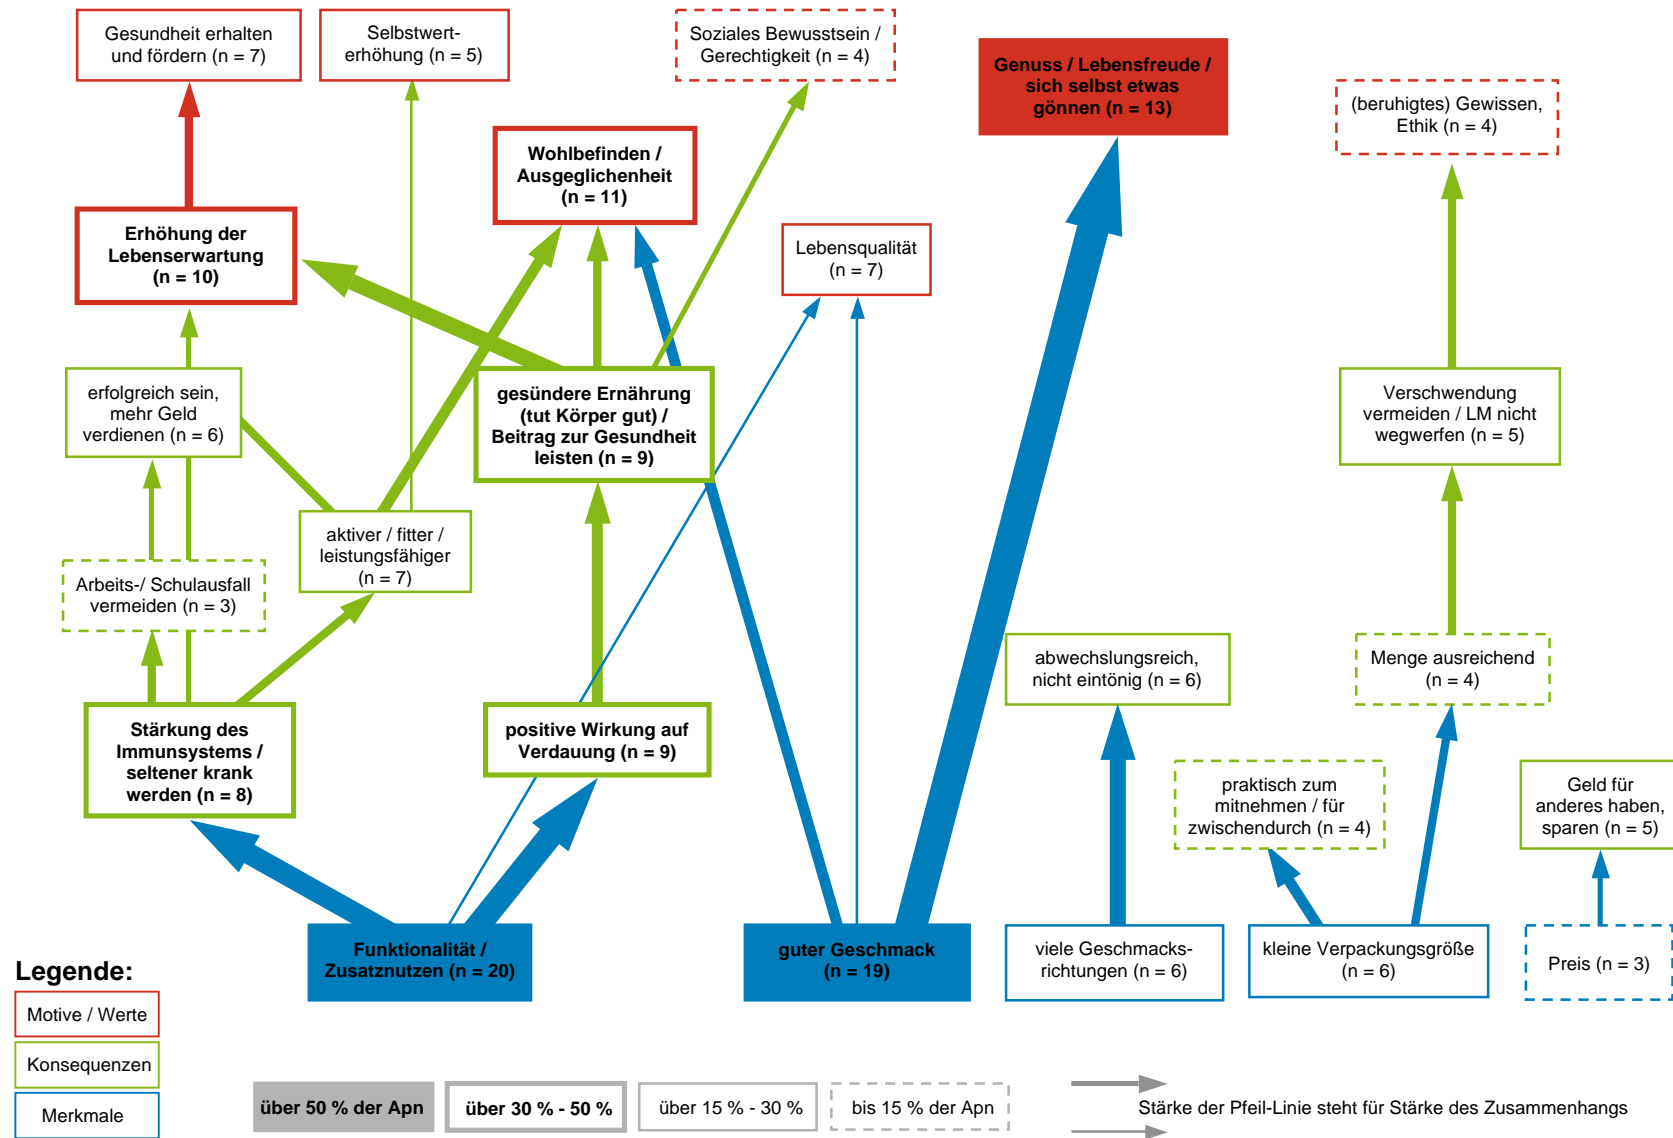 Gesundheit erhalten
und fördern (n = 7)
Selbstwert-
erhöhung (n = 5)
Soziales Bewusstsein /
Gerechtigkeit (n = 4)
Genuss / Lebensfreude /
sich selbst etwas
gönnen (n = 13)
(beruhigtes) Gewissen,
Ethik (n = 4)
Wohlbefinden /
Ausgeglichenheit
(n = 11)
Erhöhung der
Lebenserwartung
(n = 10)
Lebensqualität
(n = 7)
erfolgreich sein,
mehr Geld
verdienen (n = 6)
gesündere Ernährung
(tut Körper gut) /
Beitrag zur Gesundheit
leisten (n = 9)
Verschwendung
vermeiden / LM nicht
wegwerfen (n = 5)
aktiver / fitter /
leistungsfähiger
(n = 7)
Arbeits-/ Schulausfall
vermeiden (n = 3)
abwechslungsreich,
nicht eintönig (n = 6)
Menge ausreichend
(n = 4)
Stärkung des
Immunsystems /
seltener krank
werden (n = 8)
positive Wirkung auf
Verdauung (n = 9)
praktisch zum
mitnehmen / für
zwischendurch (n = 4)
Geld für
anderes haben,
sparen (n = 5)
Funktionalität /
Zusatznutzen (n = 20)
guter Geschmack
(n = 19)
viele Geschmacks-
richtungen (n = 6)
kleine Verpackungsgröße
(n = 6)
Preis (n = 3)
Legende:
Motive / Werte
Konsequenzen
Merkmale
über 50 % der Apn
über 30 % - 50 %
über 15 % - 30 %
bis 15 % der Apn
Stärke der Pfeil-Linie steht für Stärke des Zusammenhangs